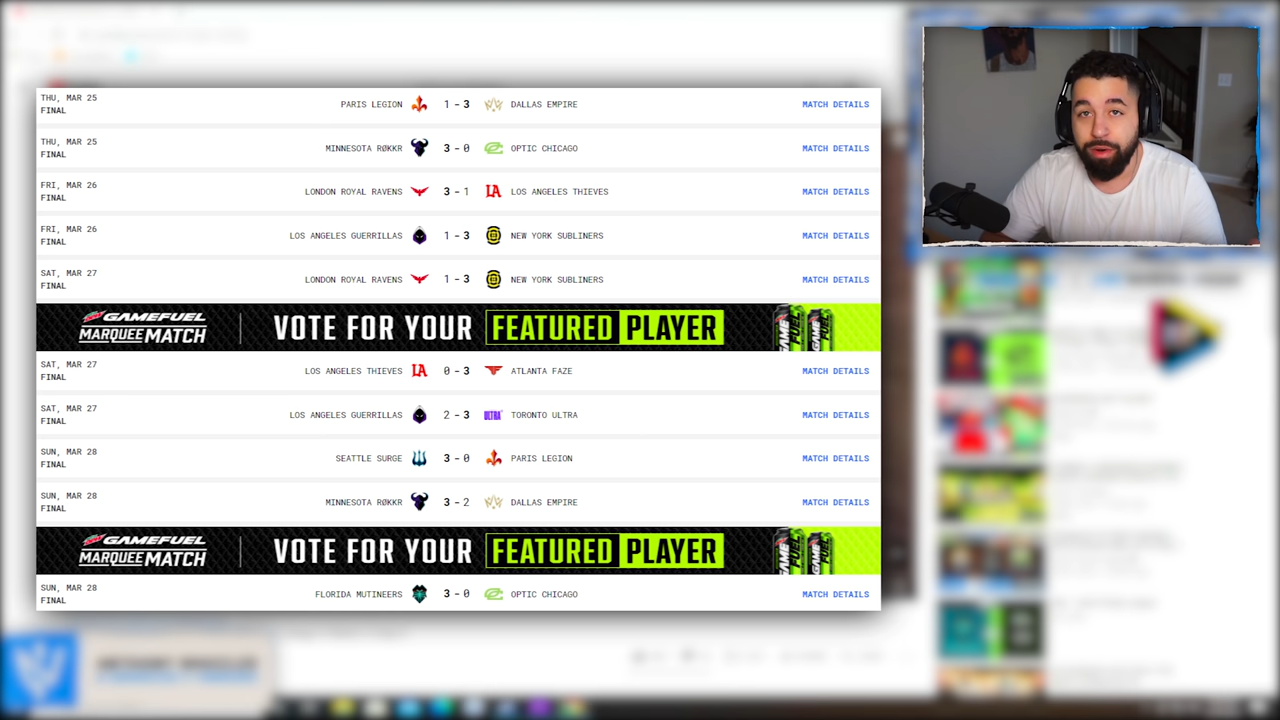 THU, MAR 25
FINAL
PARIS LEGION 1 - 3 DALLAS EMPIRE MATCH DETAILS
THU, MAR 25
FINAL
MINNESOTA RØKKR 3 - 0 OPTIC CHICAGO MATCH DETAILS
FRI, MAR 26
FINAL
LONDON ROYAL RAVENS 3 - 1 LA LOS ANGELES THIEVES MATCH DETAILS
FRI, MAR 26
FINAL
LOS ANGELES GUERRILLAS 1 - 3 NEW YORK SUBLINERS MATCH DETAILS
SAT, MAR 27
FINAL
LONDON ROYAL RAVENS 1 - 3 NEW YORK SUBLINERS MATCH DETAILS
GAMEFUEL
MARQUEE MATCH
VOTE FOR YOUR FEATURED PLAYER
SAT, MAR 27
FINAL
LOS ANGELES THIEVES LA 0 - 3 ATLANTA FAZE MATCH DETAILS
SAT, MAR 27
FINAL
LOS ANGELES GUERRILLAS 2 - 3 ULTRA TORONTO ULTRA MATCH DETAILS
SUN, MAR 28
FINAL
SEATTLE SURGE 3 - 0 PARIS LEGION MATCH DETAILS
SUN, MAR 28
FINAL
MINNESOTA RØKKR 3 - 2 DALLAS EMPIRE MATCH DETAILS
GAMEFUEL
MARQUEE MATCH
VOTE FOR YOUR FEATURED PLAYER
SUN, MAR 28
FINAL
FLORIDA MUTINEERS 3 - 0 OPTIC CHICAGO MATCH DETAILS